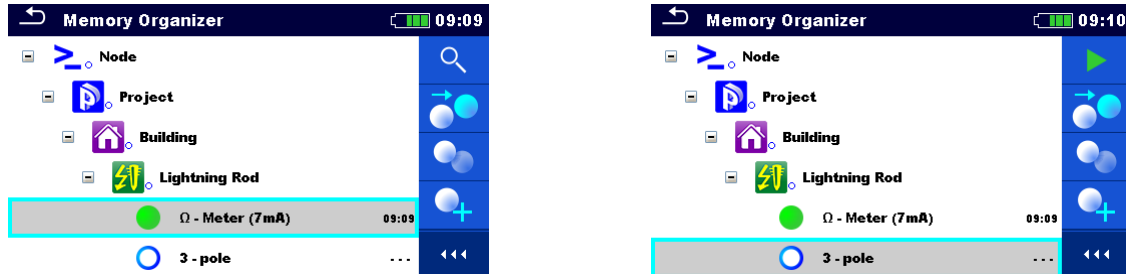 Memory Organizer 09:09
Node
Project
Building
Lightning Rod
Ω - Meter (7mA) 09:09
3 - pole ...
Memory Organizer 09:10
Node
Project
Building
Lightning Rod
Ω - Meter (7mA) 09:09
3 - pole ...